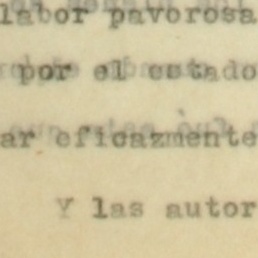 labor pavorosa
por el estado
ar eficazmente
Y las autor